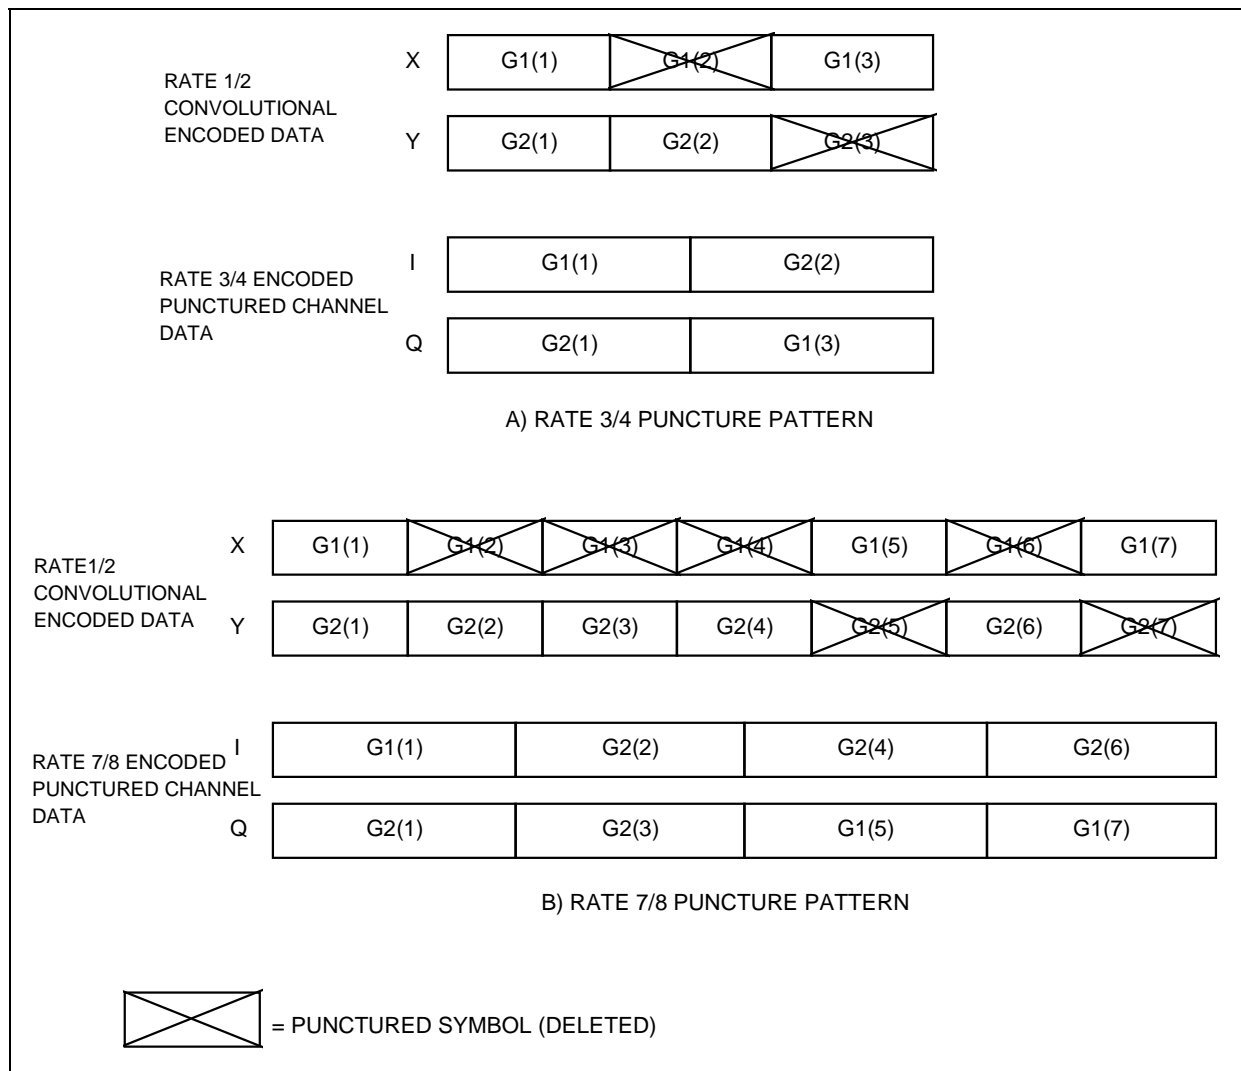 RATE 1/2
CONVOLUTIONAL
ENCODED DATA
X G1(1) G1(2) G1(3)
Y G2(1) G2(2) G2(3)
RATE 3/4 ENCODED
PUNCTURED CHANNEL
DATA
I G1(1) G2(2)
Q G2(1) G1(3)
A) RATE 3/4 PUNCTURE PATTERN
RATE1/2
CONVOLUTIONAL
ENCODED DATA
X G1(1) G1(2) G1(3) G1(4) G1(5) G1(6) G1(7)
Y G2(1) G2(2) G2(3) G2(4) G2(5) G2(6) G2(7)
RATE 7/8 ENCODED
PUNCTURED CHANNEL
DATA
I G1(1) G2(2) G2(4) G2(6)
Q G2(1) G2(3) G1(5) G1(7)
B) RATE 7/8 PUNCTURE PATTERN
= PUNCTURED SYMBOL (DELETED)